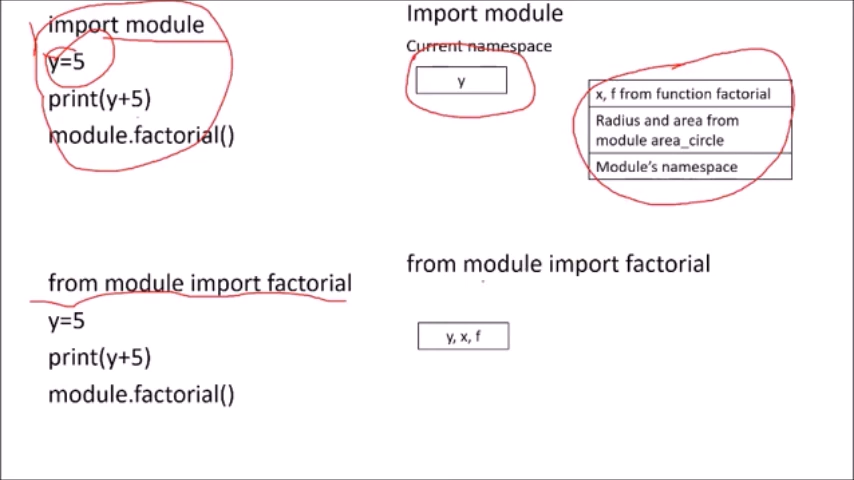 import module
y=5
print(y+5)
module.factorial()
Import module
Current namespace
y
x, f from function factorial
Radius and area from
module area_circle
Module's namespace
from module import factorial
y=5
print(y+5)
module.factorial()
from module import factorial
y, x, f